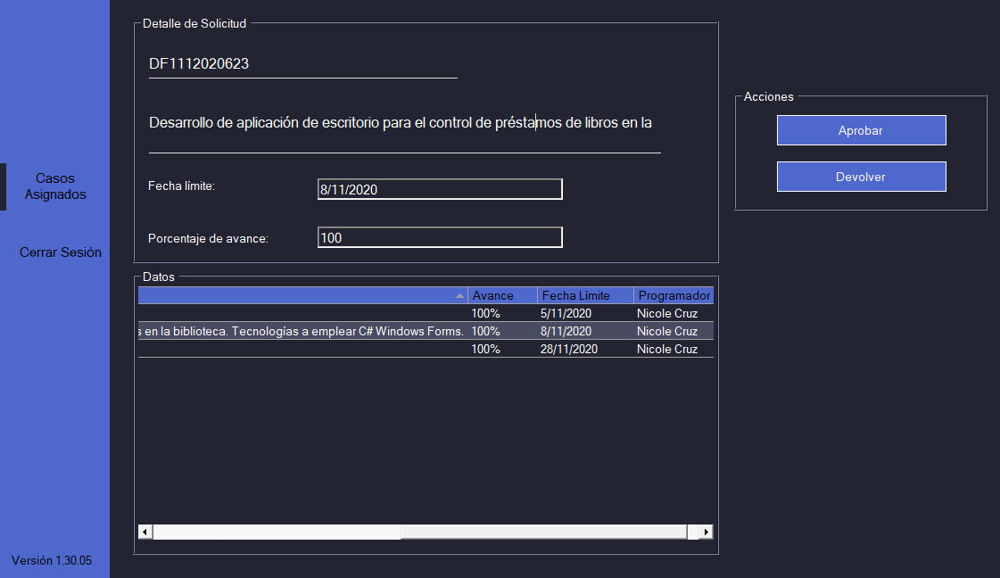 Casos
Asignados
Cerrar Sesión
Versión 1.30.05
Detalle de Solicitud
DF1112020623
Desarrollo de aplicación de escritorio para el control de préstamos de libros en la
Fecha límite:
8/11/2020
Porcentaje de avance:
100
Datos
Avance Fecha Límite Programador
100% 5/11/2020 Nicole Cruz
s en la biblioteca. Tecnologías a emplear C# Windows Forms. 100% 8/11/2020 Nicole Cruz
100% 28/11/2020 Nicole Cruz
Acciones
Aprobar
Devolver